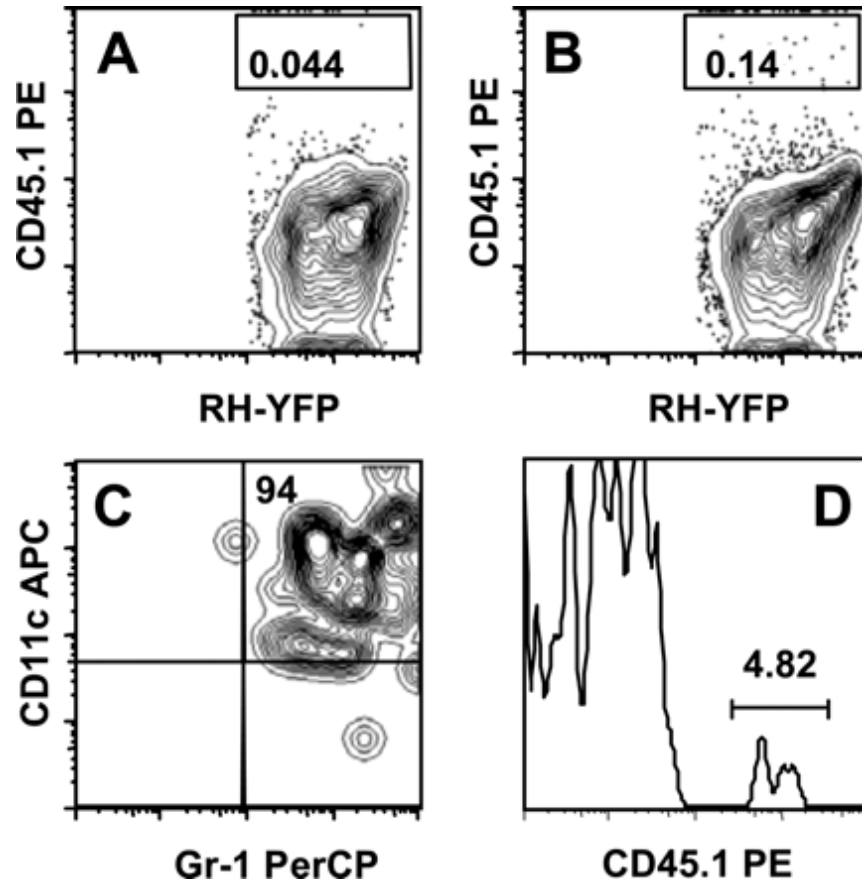 A
0.044
CD45.1 PE
RH-YFP
B
0.14
CD45.1 PE
RH-YFP
C
94
CD11c APC
Gr-1 PerCP
D
4.82
CD45.1 PE